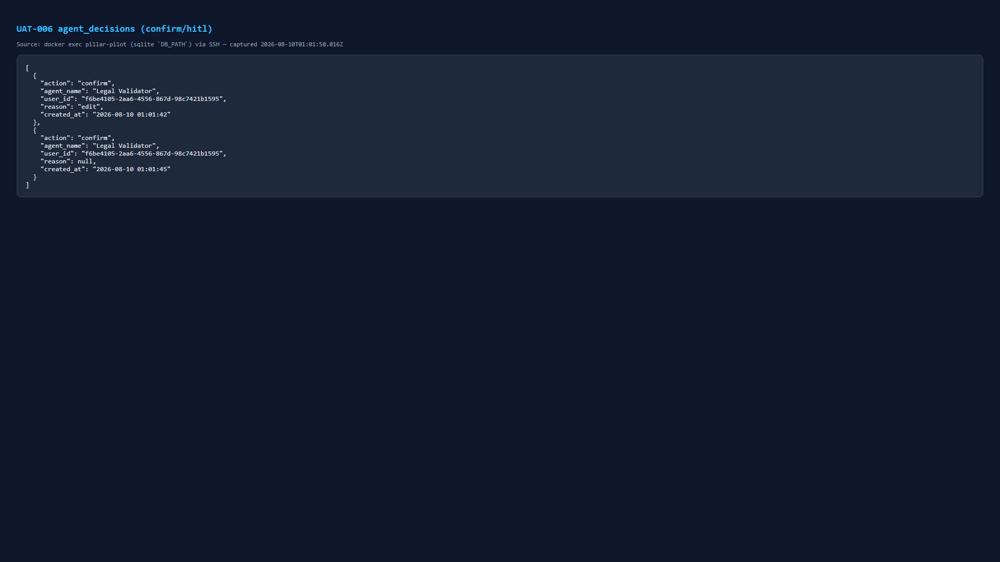 UAT-006 agent_decisions (confirm/hitl)
Source: docker exec pillar-pilot (sqlite `DB_PATH`) via SSH — captured 2026-08-10T01:01:50.016Z
[
  {
    "action": "confirm",
    "agent_name": "Legal Validator",
    "user_id": "f6be4105-2aa6-4556-867d-98c7421b1595",
    "reason": "edit",
    "created_at": "2026-08-10 01:01:42"
  },
  {
    "action": "confirm",
    "agent_name": "Legal Validator",
    "user_id": "f6be4105-2aa6-4556-867d-98c7421b1595",
    "reason": null,
    "created_at": "2026-08-10 01:01:45"
  }
]